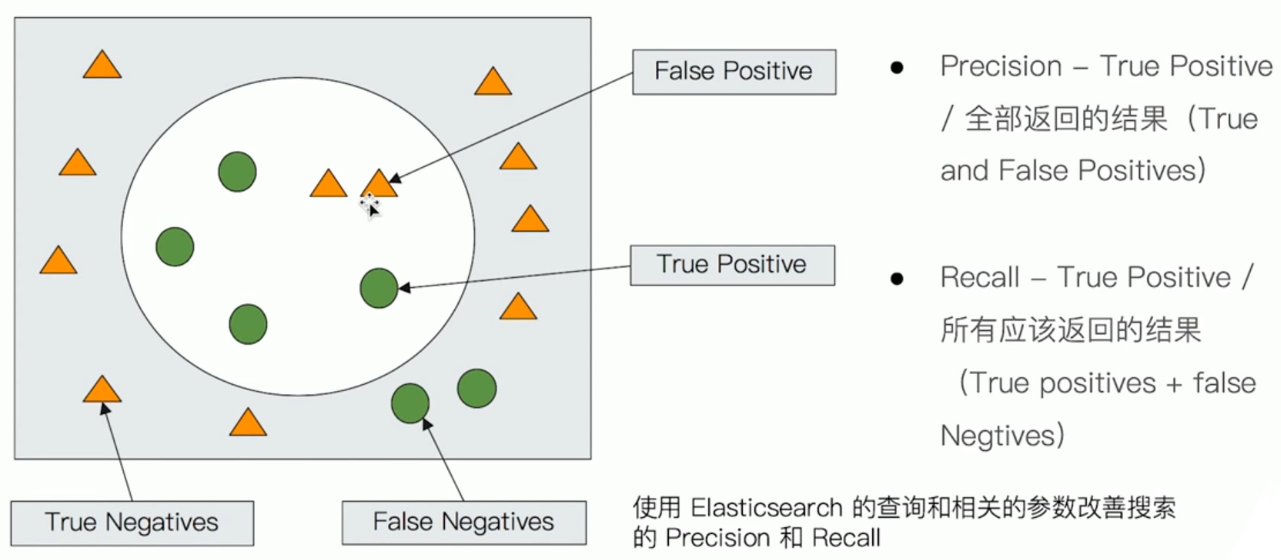 False Positive
True Positive
True Negatives
False Negatives
● Precision – True Positive
/ 全部返回的结果（True
and False Positives）
● Recall – True Positive /
所有应该返回的结果
（True positives + false
Negtives）
使用 Elasticsearch 的查询和相关的参数改善搜索
的 Precision 和 Recall